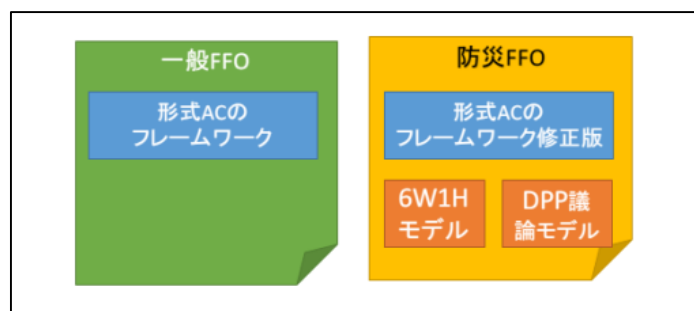 一般FFO
形式ACの
フレームワーク
防災FFO
形式ACの
フレームワーク修正版
6W1H
モデル
DPP議
論モデル